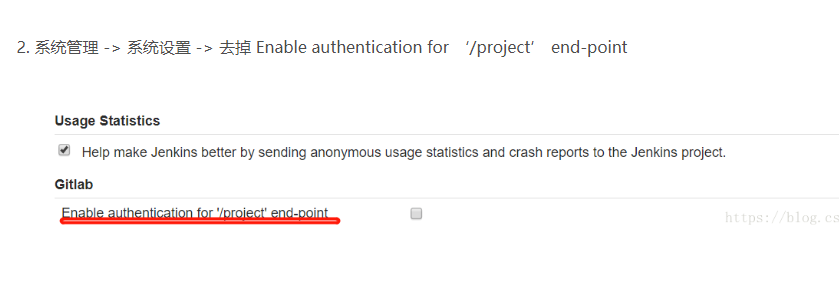 2. 系统管理 -> 系统设置 -> 去掉 Enable authentication for ‘/project’ end-point
Usage Statistics
Help make Jenkins better by sending anonymous usage statistics and crash reports to the Jenkins project.
Gitlab
Enable authentication for '/project' end-point
https://blog.cs